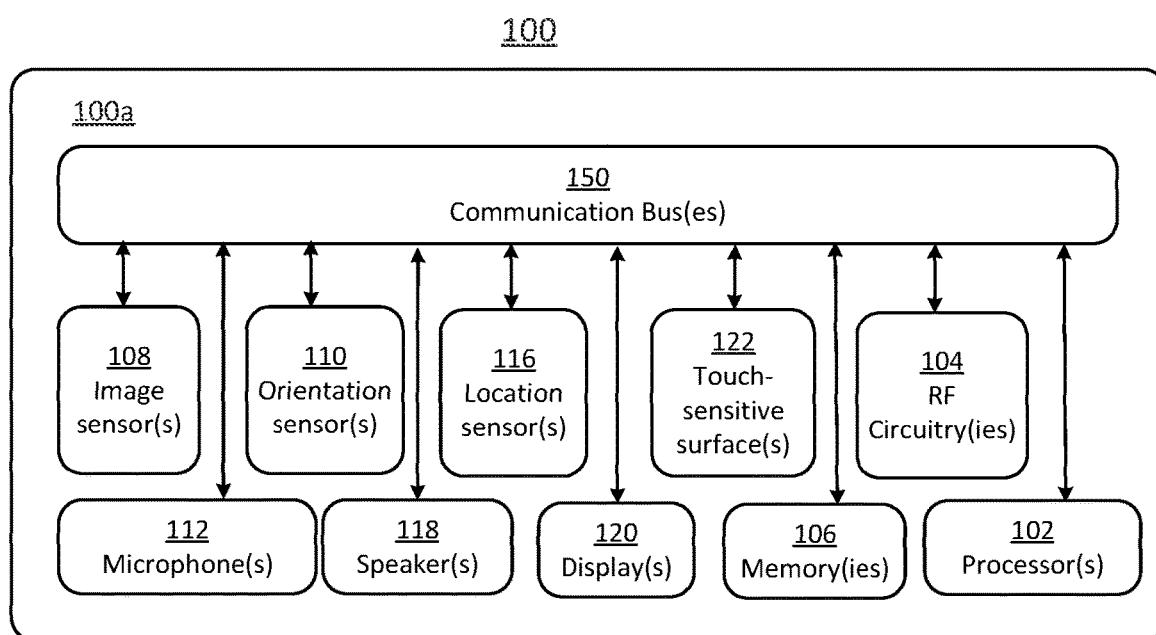 100
100a
150
Communication Bus(es)
108
Image
sensor(s)
110
Orientation
sensor(s)
116
Location
sensor(s)
122
Touch-
sensitive
surface(s)
104
RF
Circuitry(ies)
112
Microphone(s)
118
Speaker(s)
120
Display(s)
106
Memory(ies)
102
Processor(s)